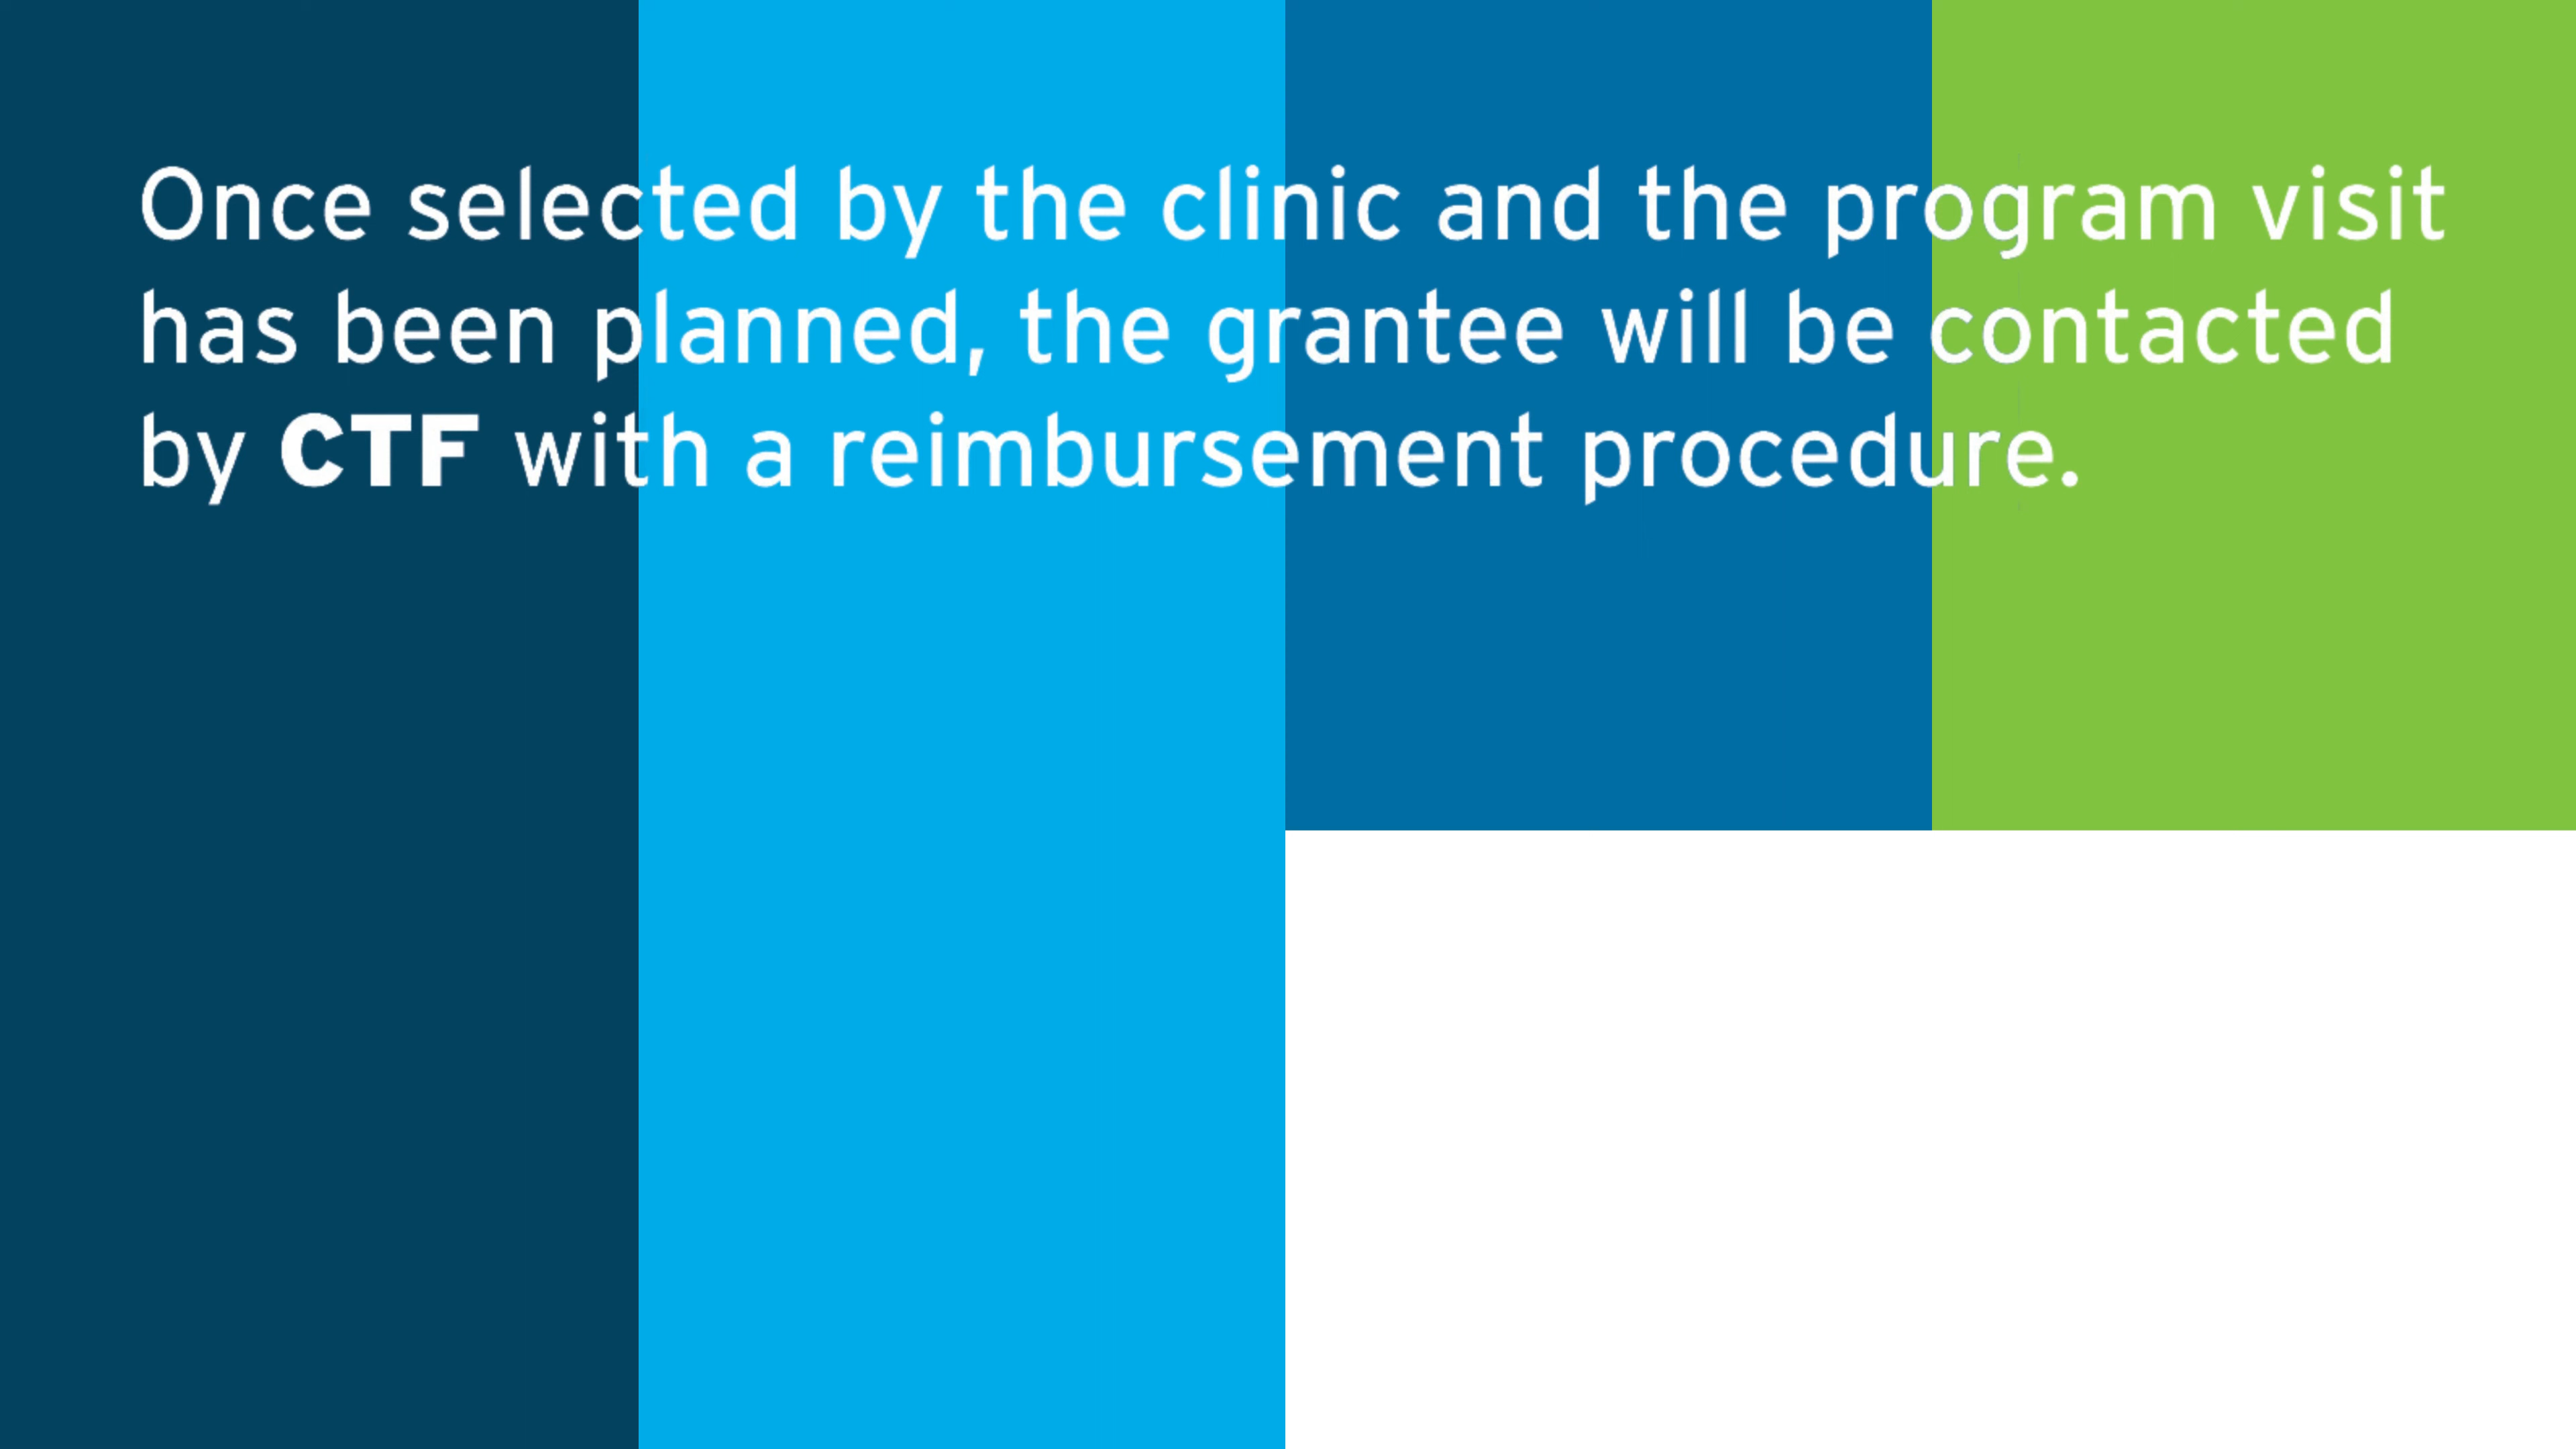 Once selected by the clinic and the program visit
has been planned, the grantee will be contacted
by CTF with a reimbursement procedure.